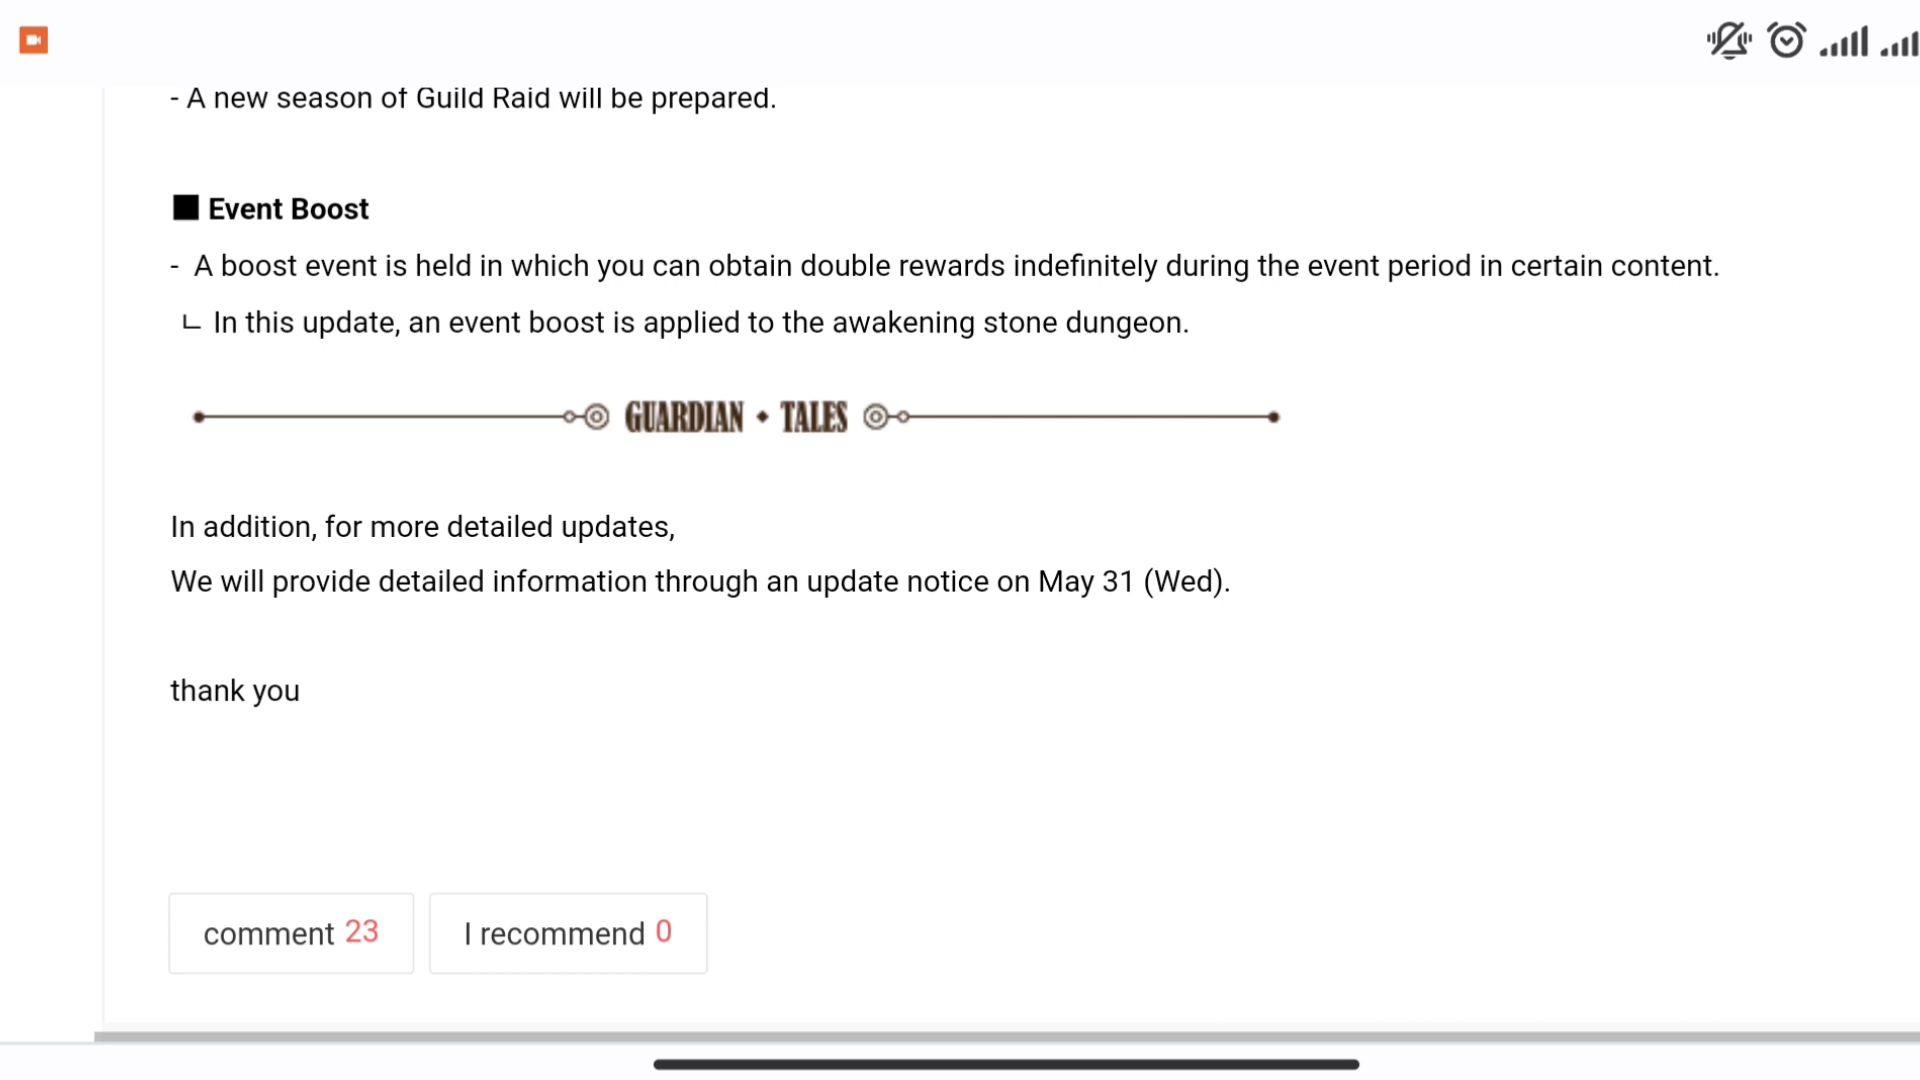 - A new season of Guild Raid will be prepared.
■ Event Boost
- A boost event is held in which you can obtain double rewards indefinitely during the event period in certain content.
ㄴ In this update, an event boost is applied to the awakening stone dungeon.
GUARDIAN • TALES
In addition, for more detailed updates,
We will provide detailed information through an update notice on May 31 (Wed).
thank you
comment 23
I recommend 0